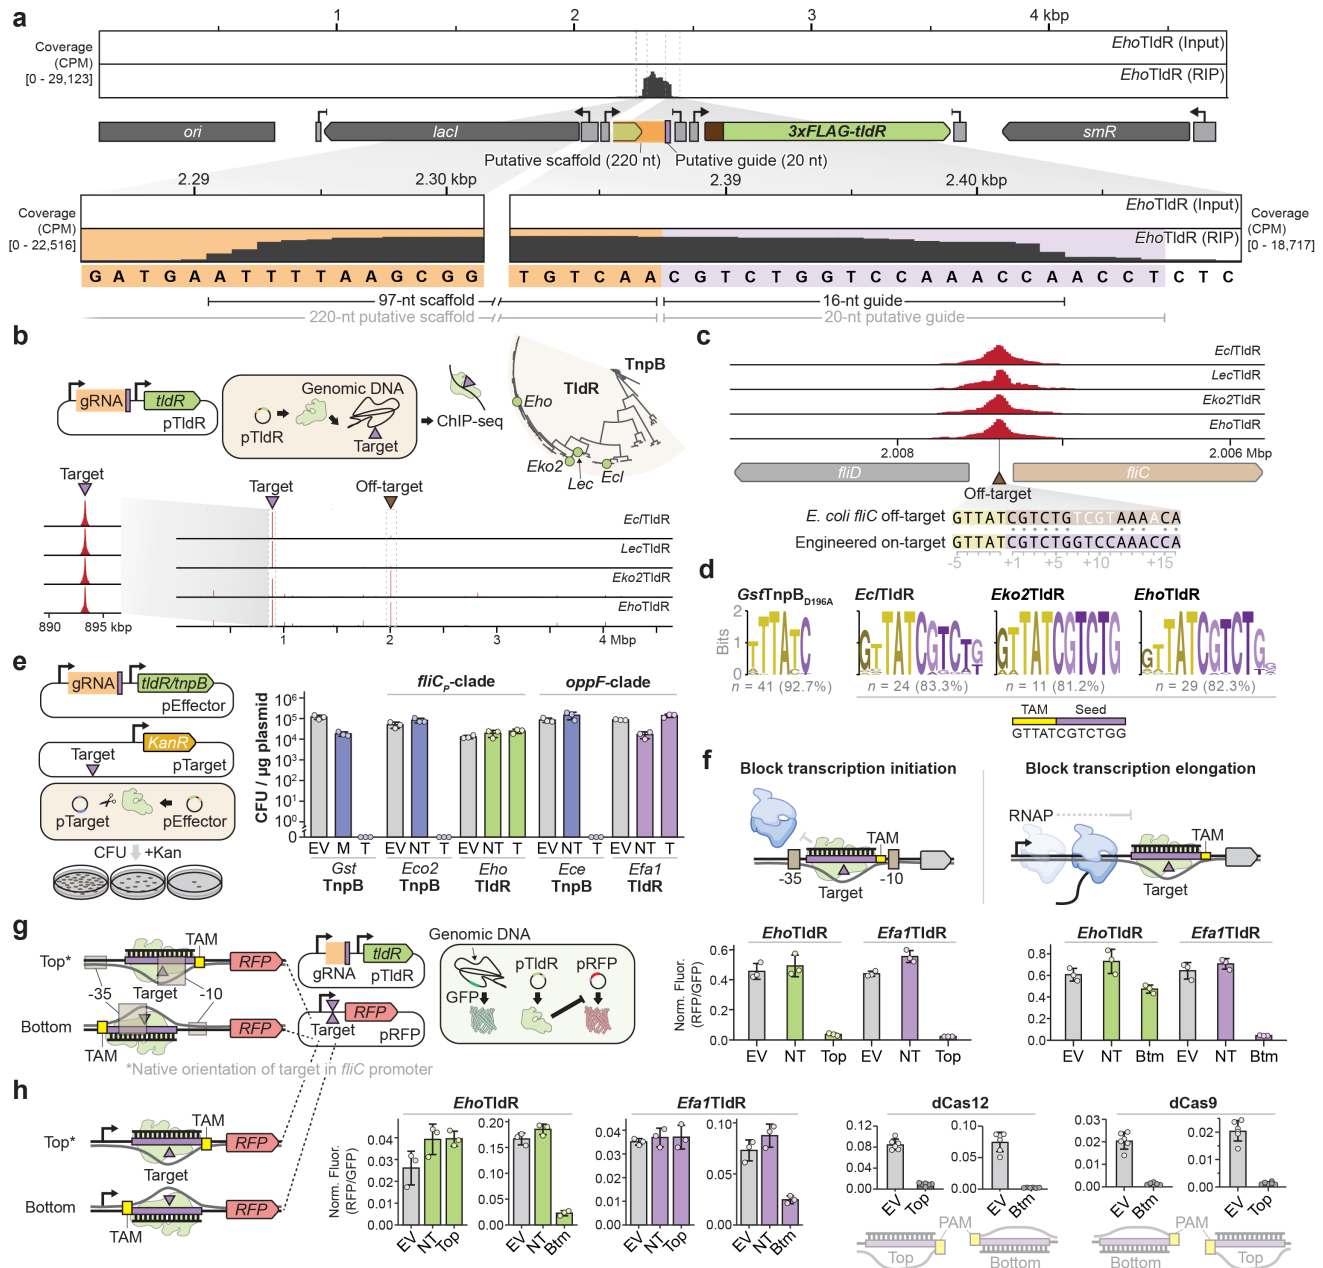 a
1 2 3 4 kbp
Coverage (CPM) [0 - 29,123]
EhoTldR (Input)
EhoTldR (RIP)
ori lacI 3xFLAG-tldR smR
Putative scaffold (220 nt) Putative guide (20 nt)
2.29 2.30 kbp 2.39 2.40 kbp
Coverage (CPM) [0 - 22,516]
EhoTldR (Input)
EhoTldR (RIP)
Coverage (CPM) [0 - 18,717]
G A T G A A T T T T A A G C G G T G T C A A C G T C T G G T C C A A A C C A A C C T C T C
97-nt scaffold 16-nt guide
220-nt putative scaffold 20-nt putative guide
b
gRNA tldR
pTldR
Genomic DNA
pTldR
Target
ChIP-seq
TnpB
TldR
Eho
Eko2
Lec
Ecl
Target
Target Off-target
EclTldR
LecTldR
Eko2TldR
EhoTldR
890 895 kbp
1 2 3 4 Mbp
c
EclTldR
LecTldR
Eko2TldR
EhoTldR
2.008 2.006 Mbp
fliD fliC
Off-target
E. coli fliC off-target GTTATCGTCTGTCGTAAAACA
Engineered on-target GTTATCGTCTGGTCCAAACCA
-5 +1 +5 +10 +15
d
GstTnpBD196A EclTldR Eko2TldR EhoTldR
Bits
2
1
0
n = 41 (92.7%) n = 24 (83.3%) n = 11 (81.2%) n = 29 (82.3%)
TAM Seed
GTTATCGTCTGG
e
gRNA tldR/tnpB
pEffector
KanR
Target
pTarget
pTarget pEffector
CFU +Kan
fliCP-clade oppF-clade
CFU / µg plasmid
10⁶
10⁵
10⁴
10³
10²
10¹
10⁰
0
EV M T EV NT T EV NT T EV NT T EV NT T
Gst TnpB
Eco2 TnpB
Eho TldR
Ece TnpB
Efa1 TldR
f
Block transcription initiation
TAM
-35 -10
Target
Block transcription elongation
RNAP
TAM
Target
g
Top*
TAM
RFP
-35 Target -10
Bottom
RFP
TAM
*Native orientation of target in fliC promoter
gRNA tldR
pTldR
RFP
Target
pRFP
Genomic DNA
pTldR pRFP
GFP
Norm. Fluor. (RFP/GFP)
EhoTldR Efa1TldR
0.6
0.4
0.2
0.0
EV NT Top EV NT Top
EhoTldR Efa1TldR
0.8
0.6
0.4
0.2
0.0
EV NT Btm EV NT Btm
h
Top*
TAM
RFP
Target
Bottom
RFP
TAM
Norm. Fluor. (RFP/GFP)
EhoTldR
0.04
0.03
0.02
0.01
0.00
EV NT Top
0.20
0.15
0.10
0.05
0.00
EV NT Btm
Efa1TldR
0.04
0.03
0.02
0.01
0.00
EV NT Top
0.10
0.05
0.00
EV NT Btm
dCas12
0.12
0.08
0.04
0.00
EV Top
0.10
0.05
0.00
EV Btm
dCas9
0.03
0.02
0.01
0.00
EV Btm
0.02
0.01
0.00
EV Top
PAM
Top Bottom
PAM
Bottom Top